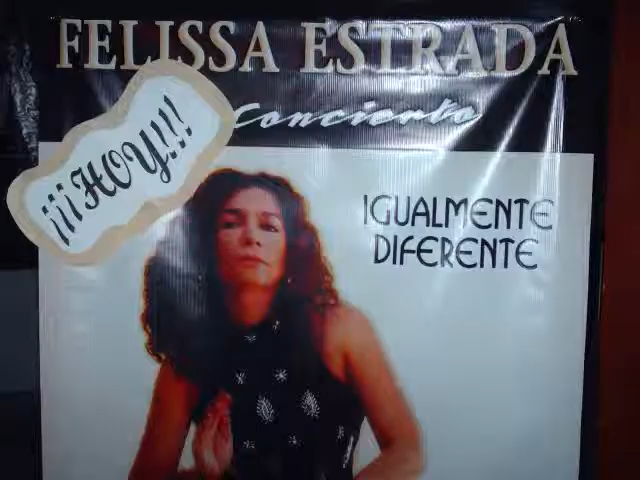 FELISSA ESTRADA
Concierto
¡¡¡HOY!!!
IGUALMENTE
DIFERENTE